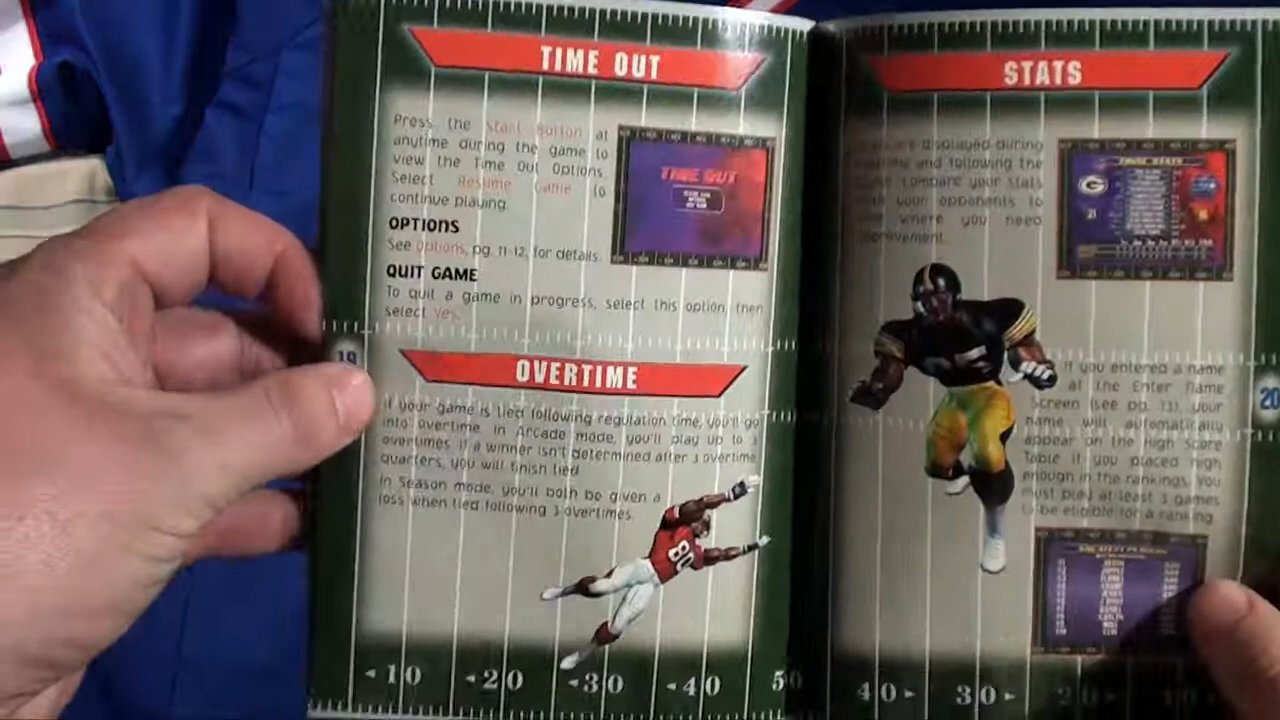 TIME OUT
Press the Start Button at
anytime during the game to
view the Time Out Options.
Select Resume Game to
continue playing.
TIME OUT
OPTIONS
See Options, pg. 11-12, for details.
QUIT GAME
To quit a game in progress, select this option, then
select Yes.
19
OVERTIME
If your game is tied following regulation time, you'll go
into overtime. In Arcade mode, you'll play up to 3
overtimes. If a winner isn't determined after 3 overtime
quarters, you will finish tied.
In Season mode, you'll both be given a
loss when tied following 3 overtimes.
80
10 20 30 40 50
STATS
are displayed during
and following the
compare your stats
your opponents to
where you need
improvement.
G
21
If you entered a name
at the Enter Name
Screen (see pg. 13), your
name will automatically
appear on the High Score
Table if you placed high
enough in the rankings. You
must play at least 3 games
to be eligible for a ranking.
20
40 30 20 10